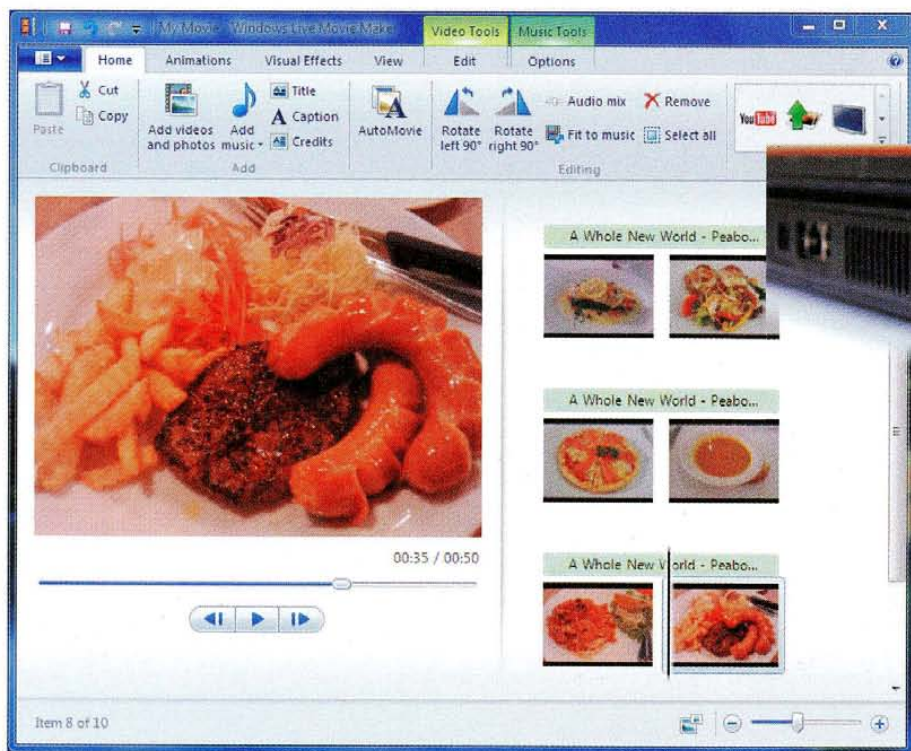 My Movie - Windows Live Movie Maker
Video Tools
Music Tools
Home
Animations
Visual Effects
View
Edit
Options
Paste
Cut
Copy
Clipboard
Add videos
and photos
Add
music
Title
Caption
Credits
Add
AutoMovie
Rotate
left 90°
Rotate
right 90°
Audio mix
Fit to music
Remove
Select all
Editing
YouTube
A Whole New World - Peabo...
A Whole New World - Peabo...
00:35 / 00:50
A Whole New World - Peabo...
Item 8 of 10